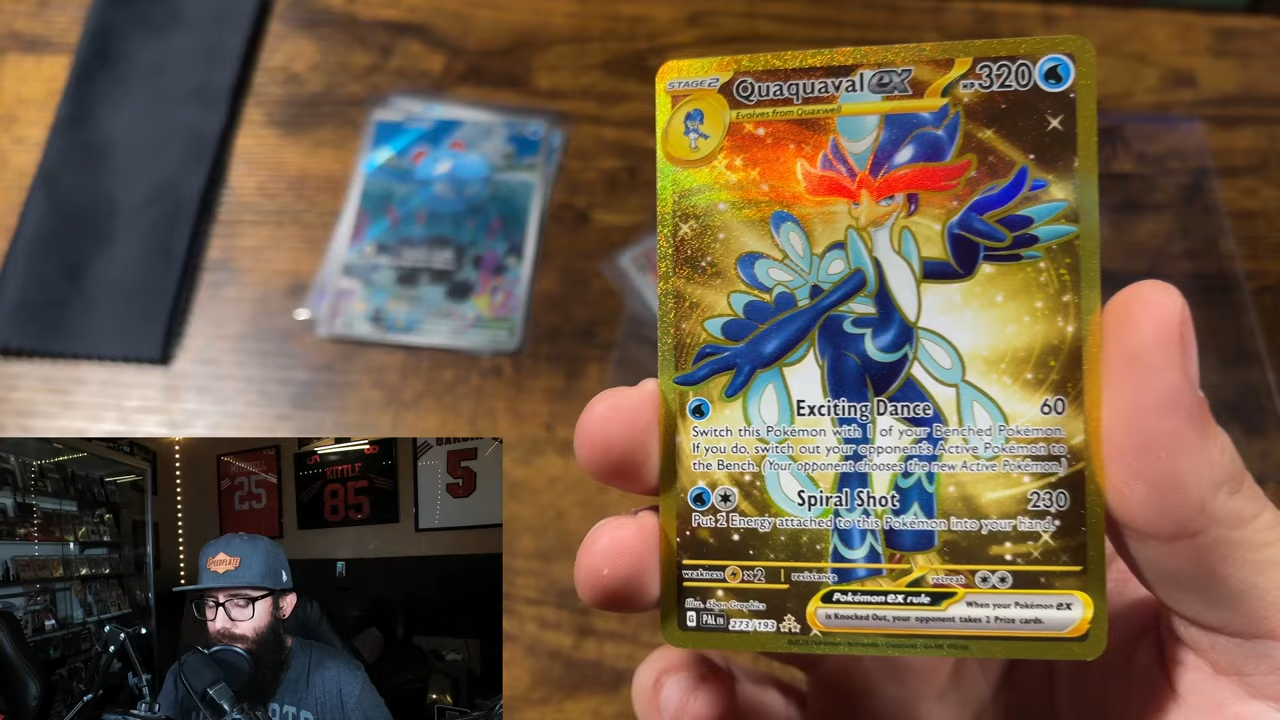 STAGE2
Quaquaval ex
HP 320
Evolves from Quaxwell
Exciting Dance 60
Switch this Pokémon with 1 of your Benched Pokémon.
If you do, switch out your opponent's Active Pokémon to
the Bench. (Your opponent chooses the new Active Pokémon.)
Spiral Shot 230
Put 2 Energy attached to this Pokémon into your hand.
weakness ×2 resistance retreat
Pokémon ex rule
When your Pokémon ex
is Knocked Out, your opponent takes 2 Prize cards.
Illus. 5ban Graphics
G PAL EN 273/193
25
KITTLE
85
5
SPEEDFLATE